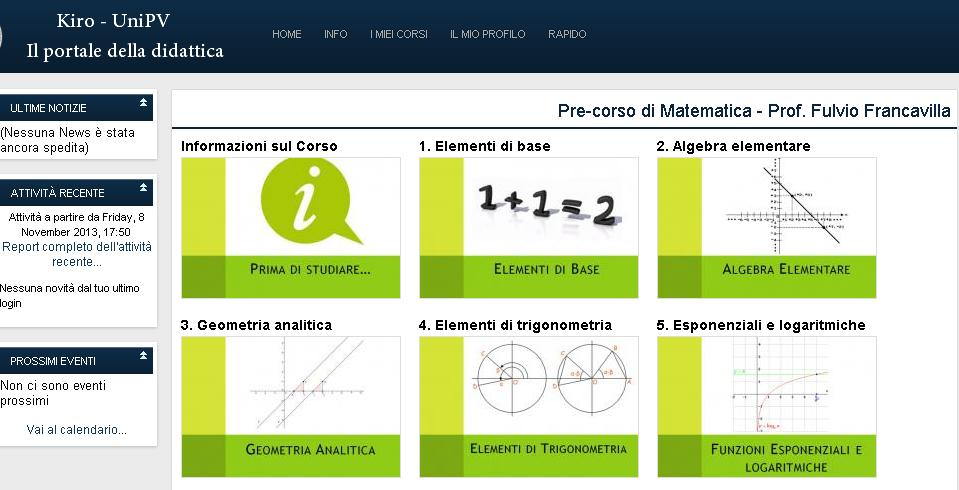 Kiro - UniPV
Il portale della didattica
HOME INFO I MIEI CORSI IL MIO PROFILO RAPIDO
ULTIME NOTIZIE
(Nessuna News è stata
ancora spedita)
ATTIVITÀ RECENTE
Attività a partire da Friday, 8
November 2013, 17:50
Report completo dell'attività
recente...
Nessuna novità dal tuo ultimo
login
PROSSIMI EVENTI
Non ci sono eventi
prossimi
Vai al calendario...
Pre-corso di Matematica - Prof. Fulvio Francavilla
Informazioni sul Corso
i
PRIMA DI STUDIARE...
1. Elementi di base
1+1=2
ELEMENTI DI BASE
2. Algebra elementare
ALGEBRA ELEMENTARE
3. Geometria analitica
GEOMETRIA ANALITICA
4. Elementi di trigonometria
ELEMENTI DI TRIGONOMETRIA
5. Esponenziali e logaritmiche
FUNZIONI ESPONENZIALI E
LOGARITMICHE